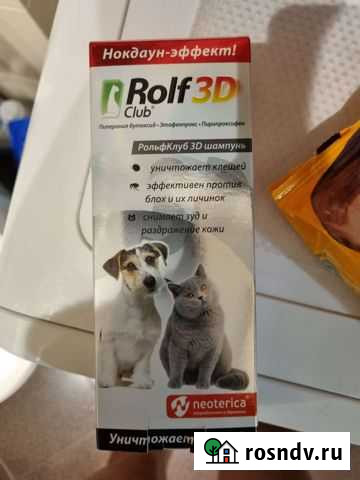 Нокдаун-эффект!
Rolf 3D
Club®
Пиперонил бутоксид • Этофенпрокс • Пирипроксифен
РольфКлуб 3D шампунь
уничтожает клещей
эффективен против
блох и их личинок
снимает зуд и
раздражение кожи
neoterica®
Уничтожает
rosndv.ru